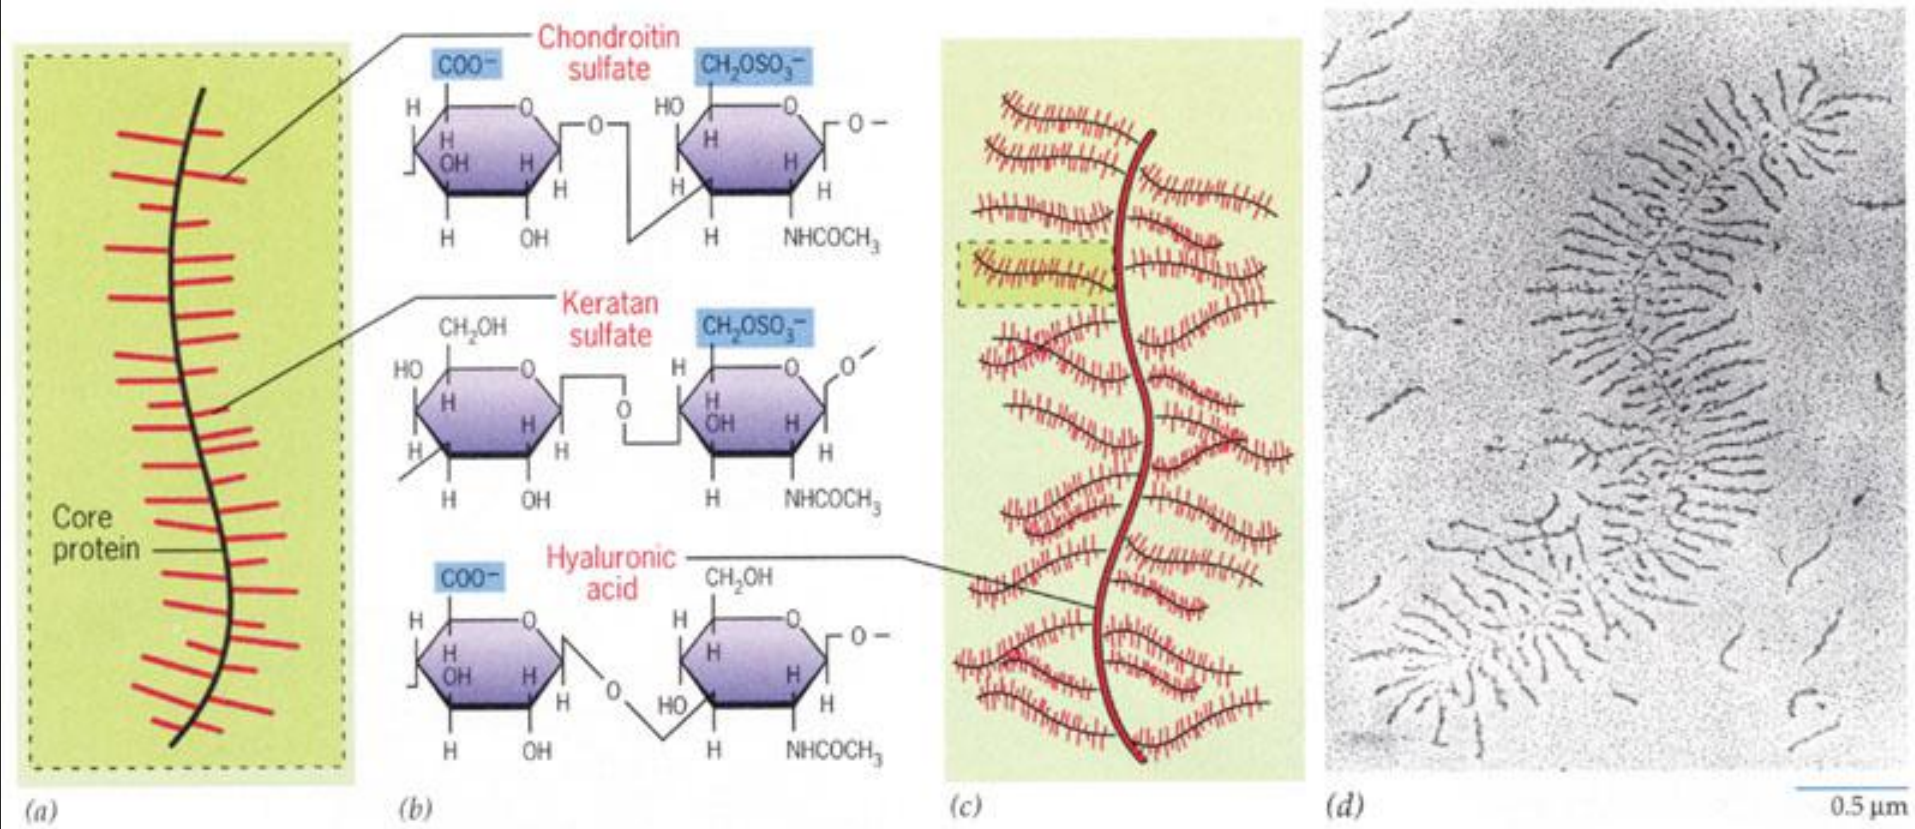 Core
protein
(a)
Chondroitin
sulfate
COO⁻
CH₂OSO₃⁻
H
O
O
HO
O
O
H
OH
H
H
H
H
H
H
H
OH
H
NHCOCH₃
Keratan
sulfate
CH₂OH
CH₂OSO₃⁻
HO
O
H
O
O
H
H
O
H
OH
H
H
H
H
H
OH
H
NHCOCH₃
Hyaluronic
acid
COO⁻
CH₂OH
H
O
H
O
O
H
OH
H
H
H
H
O
HO
H
H
OH
H
NHCOCH₃
(b)
(c)
(d)
0.5 µm